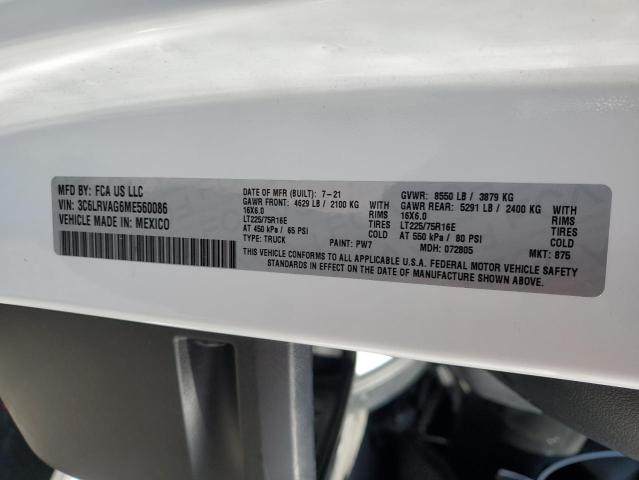 MFD BY: FCA US LLC
VIN: 3C6LRVAG6ME560086
VEHICLE MADE IN: MEXICO
DATE OF MFR (BUILT): 7-21
GAWR FRONT: 4629 LB / 2100 KG WITH
16X6.0 RIMS
LT225/75R16E TIRES
AT 450 kPa / 65 PSI COLD
TYPE: TRUCK PAINT: PW7
GVWR: 8550 LB / 3879 KG
GAWR REAR: 5291 LB / 2400 KG WITH
16X6.0 RIMS
LT225/75R16E TIRES
AT 550 kPa / 80 PSI COLD
MDH: 072805 MKT: 875
THIS VEHICLE CONFORMS TO ALL APPLICABLE U.S.A. FEDERAL MOTOR VEHICLE SAFETY
STANDARDS IN EFFECT ON THE DATE OF MANUFACTURE SHOWN ABOVE.